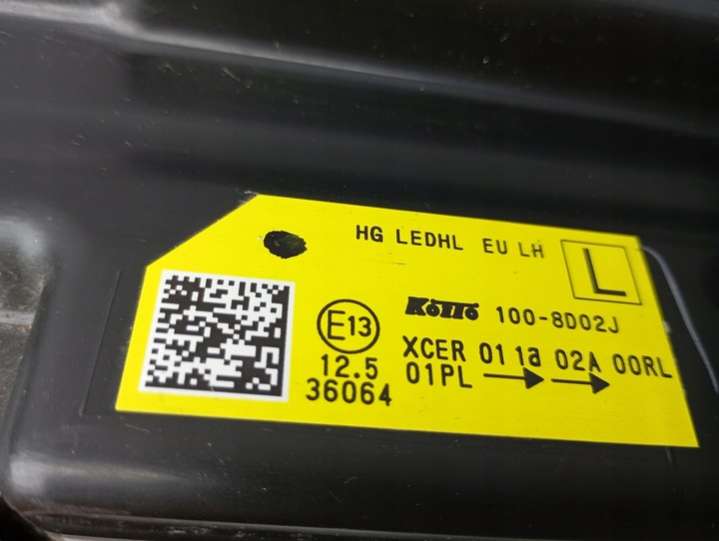 HG LEDHL EU LH
L
KOITO 100-8D02J
E13
XCER 01 1a 02A 00RL
12.5
01PL → →
36064